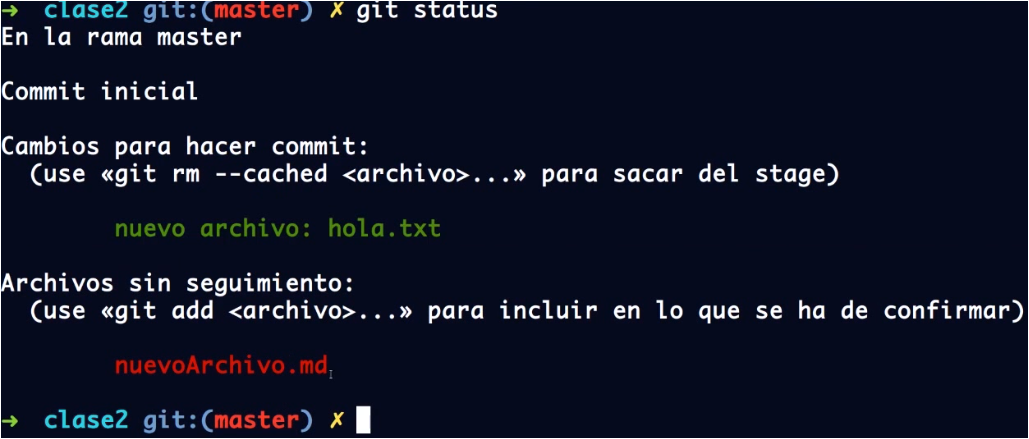 → clase2 git:(master) ✗ git status
En la rama master
Commit inicial
Cambios para hacer commit:
(use «git rm --cached <archivo>...» para sacar del stage)
nuevo archivo: hola.txt
Archivos sin seguimiento:
(use «git add <archivo>...» para incluir en lo que se ha de confirmar)
nuevoArchivo.md
→ clase2 git:(master) ✗